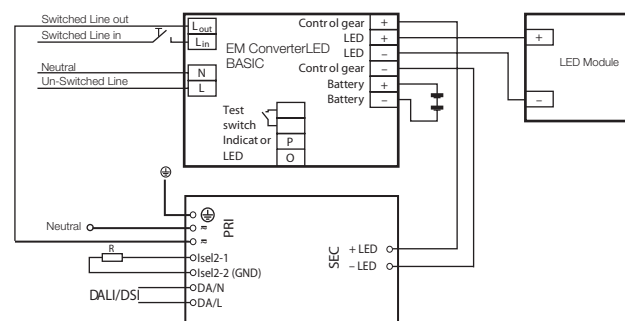 Switched Line out
Switched Line in
Neutral
Un-Switched Line
Lout
Lin
N
L
EM ConverterLED
BASIC
Control gear +
LED +
LED –
Control gear –
Battery +
Battery –
Test
switch
Indicator
LED
P
O
+
–
LED Module
Neutral
R
≂
≂
PRI
Isel2-1
Isel2-2 (GND)
DALI/DSI
DA/N
DA/L
SEC
+ LED
– LED